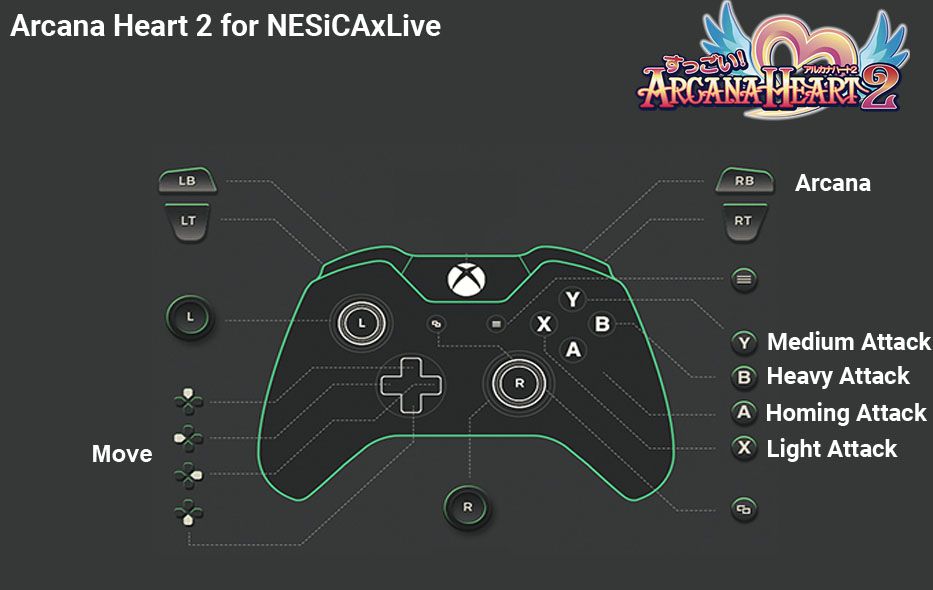 Arcana Heart 2 for NESiCAxLive
すっごい!
アルカナハート2
ARCANA HEART 2
LB
RB
Arcana
LT
RT
L
L
Y
X
B
A
Y
Medium Attack
B
Heavy Attack
R
A
Homing Attack
Move
X
Light Attack
R